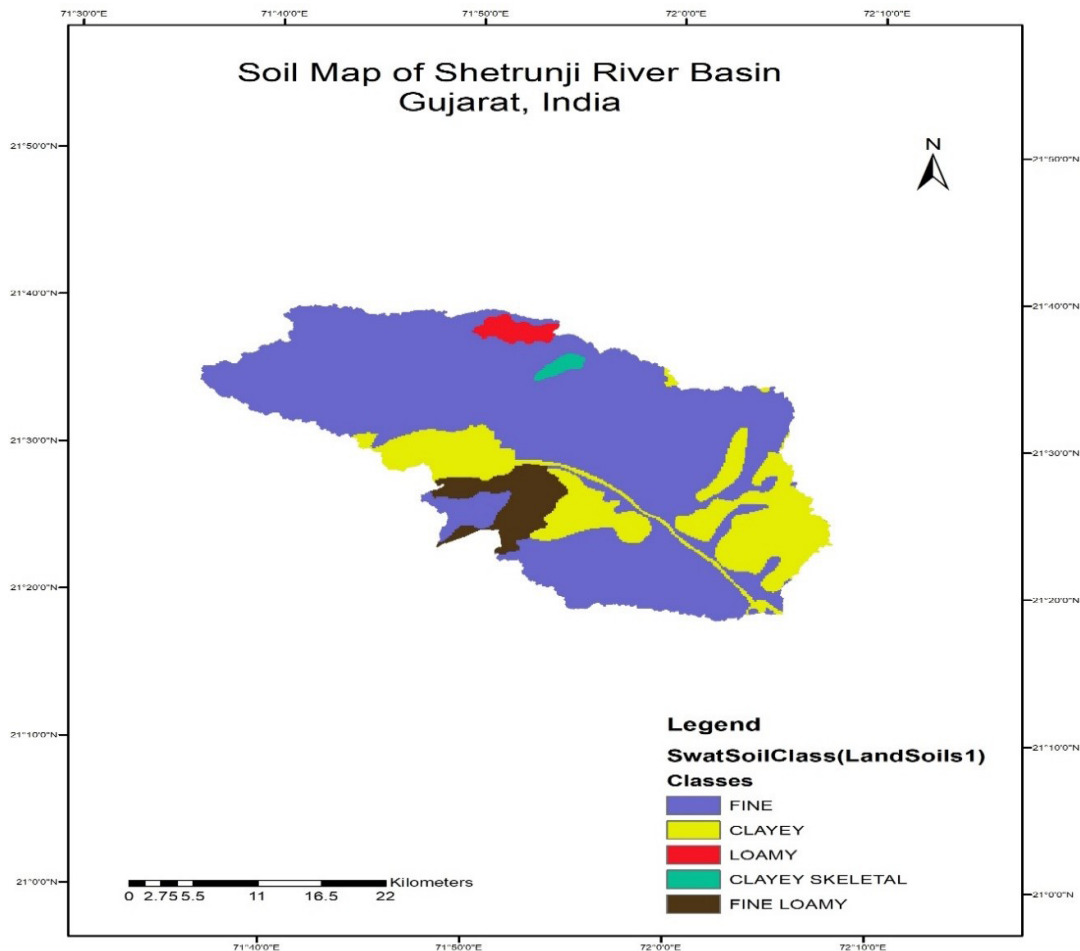 71°30'0"E 71°40'0"E 71°50'0"E 72°0'0"E 72°10'0"E
Soil Map of Shetrunji River Basin
Gujarat, India
N
21°50'0"N 21°50'0"N
21°40'0"N 21°40'0"N
21°30'0"N 21°30'0"N
21°20'0"N 21°20'0"N
21°10'0"N 21°10'0"N
Legend
SwatSoilClass(LandSoils1)
Classes
FINE
CLAYEY
LOAMY
CLAYEY SKELETAL
FINE LOAMY
21°0'0"N 21°0'0"N
Kilometers
0 2.75 5.5 11 16.5 22
71°40'0"E 71°50'0"E 72°0'0"E 72°10'0"E